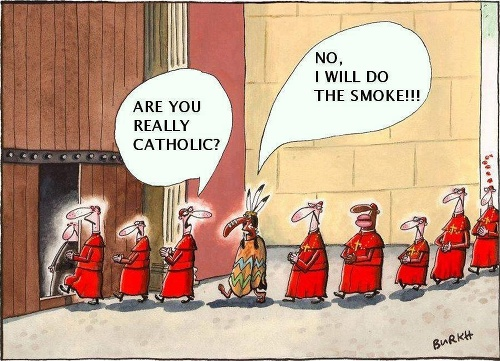 ARE YOU
REALLY
CATHOLIC?
NO,
I WILL DO
THE SMOKE!!!
BURKH